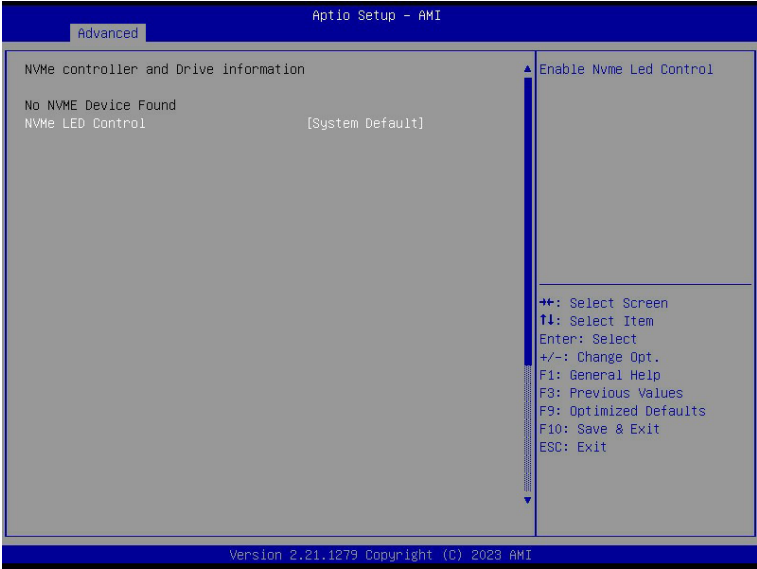 Aptio Setup – AMI
Advanced
NVMe controller and Drive information
No NVME Device Found
NVMe LED Control [System Default]
Enable Nvme Led Control
→←: Select Screen
↑↓: Select Item
Enter: Select
+/-: Change Opt.
F1: General Help
F3: Previous Values
F9: Optimized Defaults
F10: Save & Exit
ESC: Exit
Version 2.21.1279 Copyright (C) 2023 AMI